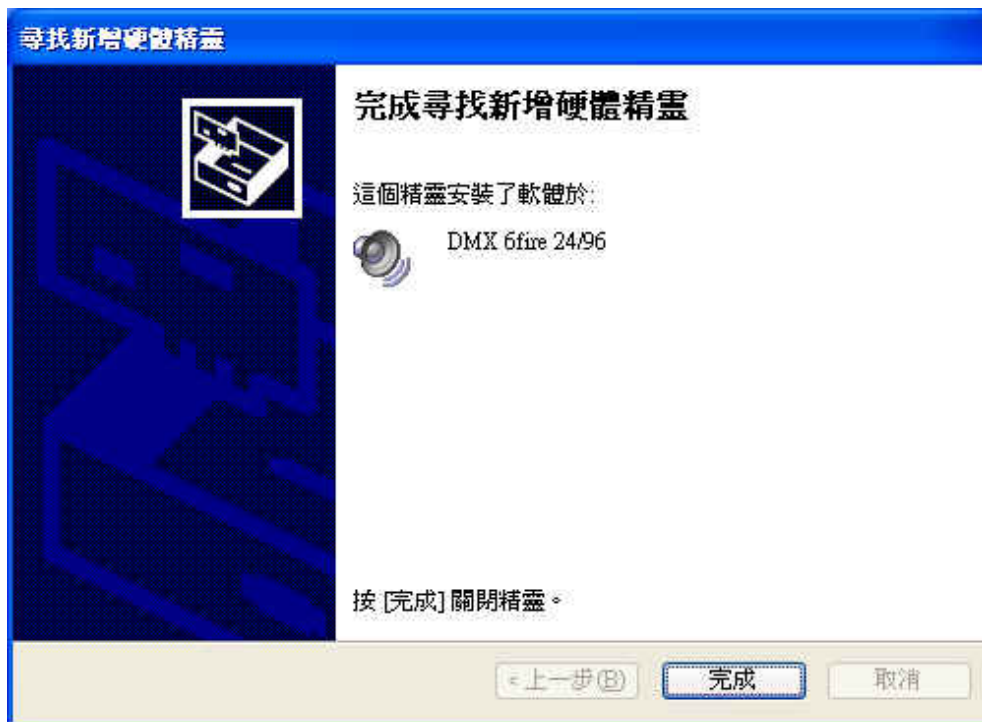 尋找新增硬體精靈
完成尋找新增硬體精靈
這個精靈安裝了軟體於:
DMX 6fire 24/96
按 [完成] 關閉精靈。
< 上一步(B)
完成
取消